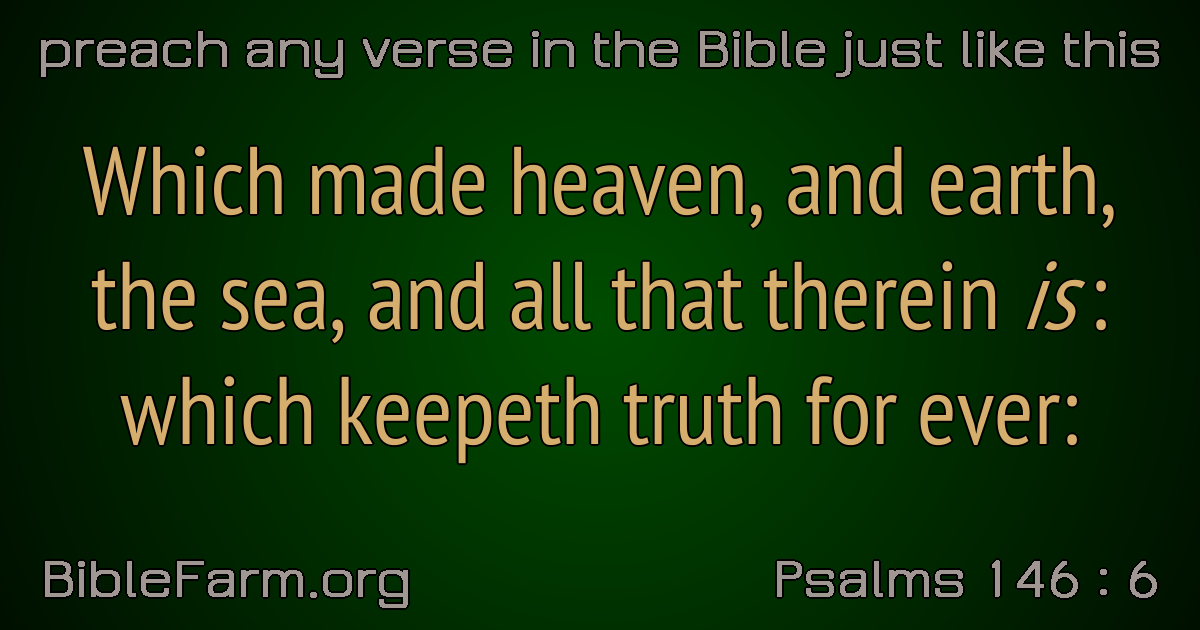 preach any verse in the Bible just like this
Which made heaven, and earth,
the sea, and all that therein is:
which keepeth truth for ever:
BibleFarm.org
Psalms 146 : 6